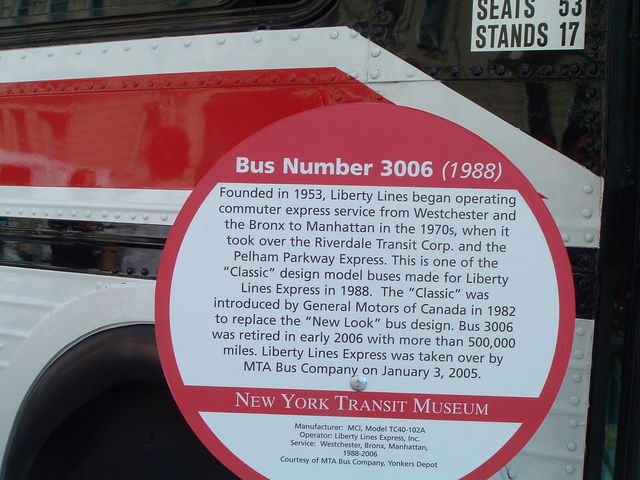 SEATS 53
STANDS 17
Bus Number 3006 (1988)
Founded in 1953, Liberty Lines began operating
commuter express service from Westchester and
the Bronx to Manhattan in the 1970s, when it
took over the Riverdale Transit Corp. and the
Pelham Parkway Express. This is one of the
"Classic" design model buses made for Liberty
Lines Express in 1988. The "Classic" was
introduced by General Motors of Canada in 1982
to replace the "New Look" bus design. Bus 3006
was retired in early 2006 with more than 500,000
miles. Liberty Lines Express was taken over by
MTA Bus Company on January 3, 2005.
NEW YORK TRANSIT MUSEUM
Manufacturer: MCI, Model TC40-102A
Operator: Liberty Lines Express, Inc.
Service: Westchester, Bronx, Manhattan,
1988-2006
Courtesy of MTA Bus Company, Yonkers Depot